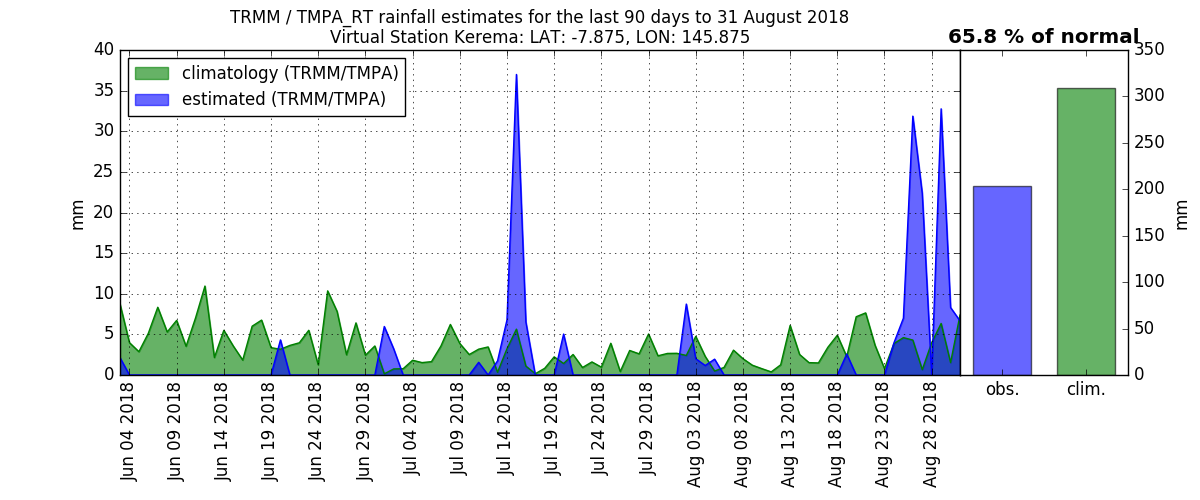 TRMM / TMPA_RT rainfall estimates for the last 90 days to 31 August 2018
Virtual Station Kerema: LAT: -7.875, LON: 145.875
65.8 % of normal
climatology (TRMM/TMPA)
estimated (TRMM/TMPA)
mm
40
35
30
25
20
15
10
5
0
Jun 04 2018
Jun 09 2018
Jun 14 2018
Jun 19 2018
Jun 24 2018
Jun 29 2018
Jul 04 2018
Jul 09 2018
Jul 14 2018
Jul 19 2018
Jul 24 2018
Jul 29 2018
Aug 03 2018
Aug 08 2018
Aug 13 2018
Aug 18 2018
Aug 23 2018
Aug 28 2018
obs.
clim.
350
300
250
200
150
100
50
0
mm